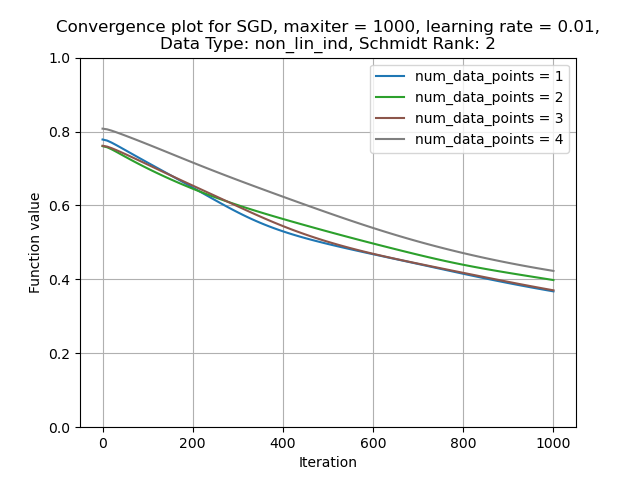 Convergence plot for SGD, maxiter = 1000, learning rate = 0.01,
Data Type: non_lin_ind, Schmidt Rank: 2
num_data_points = 1
num_data_points = 2
num_data_points = 3
num_data_points = 4
Function value
1.0
0.8
0.6
0.4
0.2
0.0
0 200 400 600 800 1000
Iteration